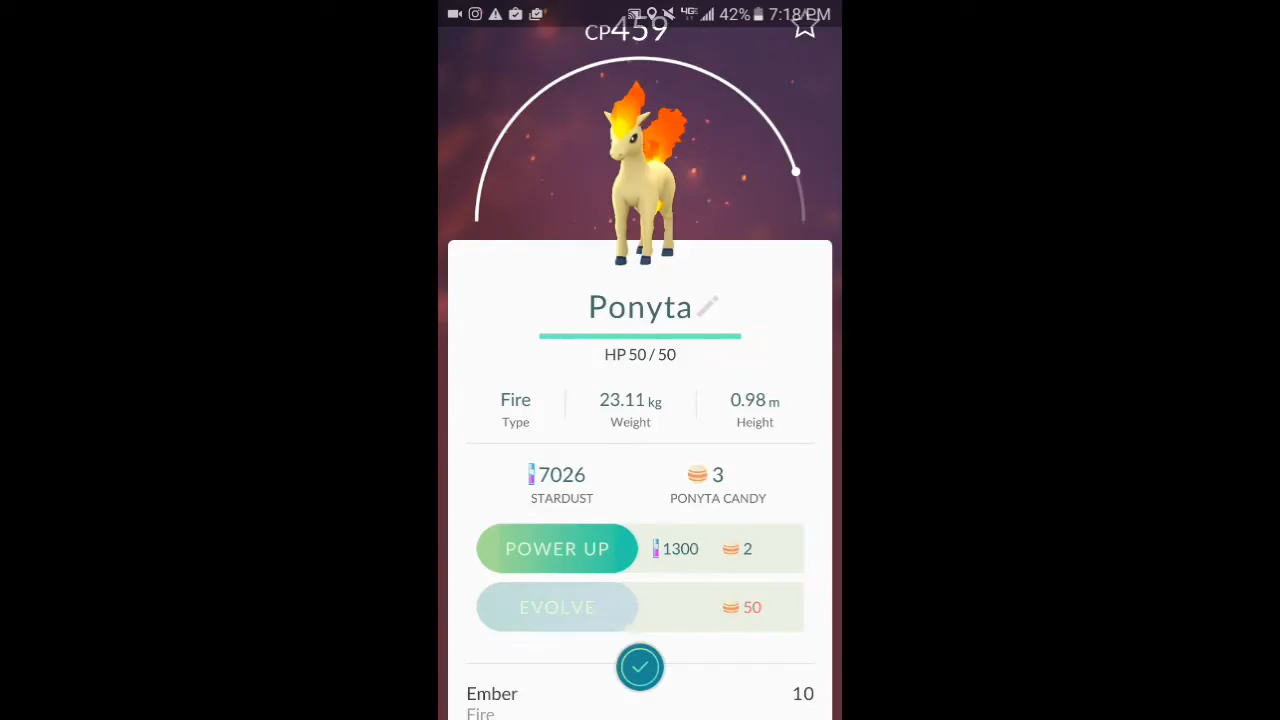 4G 42% 7:18 PM
CP459
Ponyta
HP 50 / 50
Fire 23.11 kg 0.98 m
Type Weight Height
7026 3
STARDUST PONYTA CANDY
POWER UP 1300 2
EVOLVE 50
Ember 10
Fire